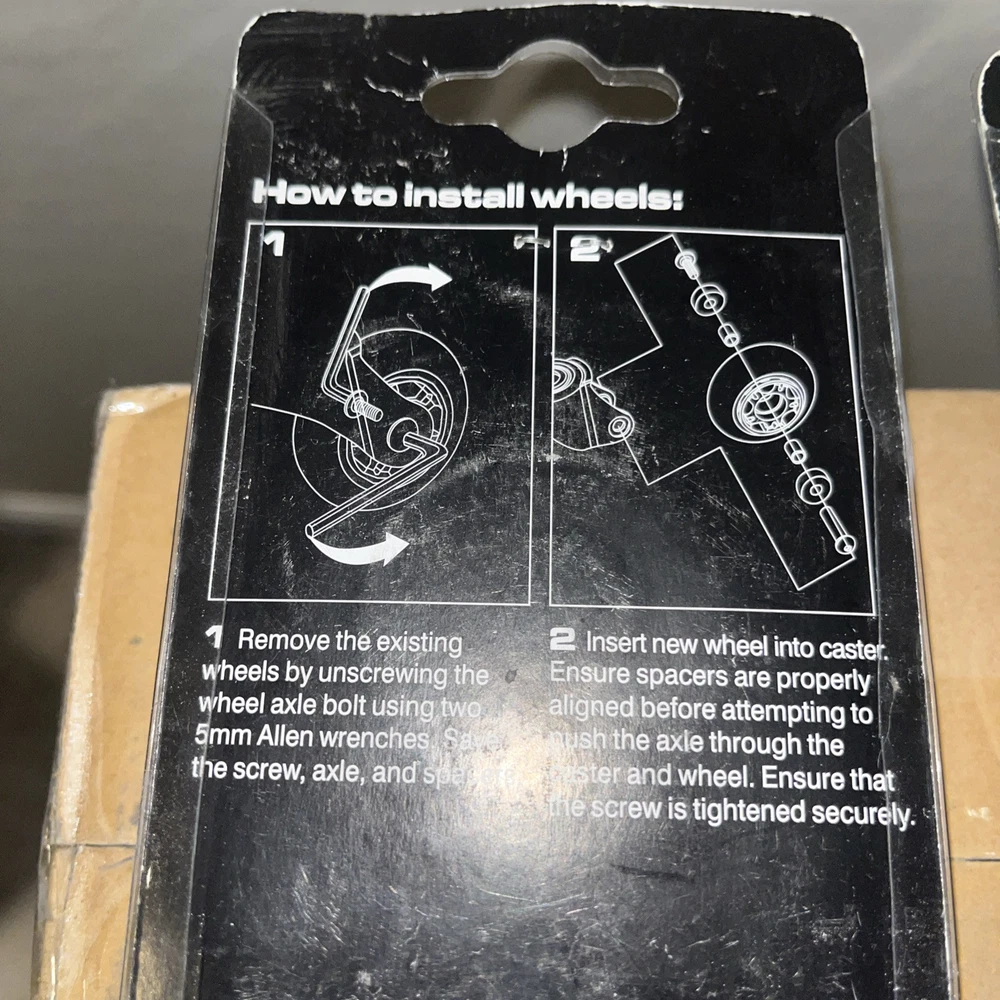 How to install wheels:
1
2
1 Remove the existing
wheels by unscrewing the
wheel axle bolt using two
5mm Allen wrenches. Save
the screw, axle, and spacers.
2 Insert new wheel into caster.
Ensure spacers are properly
aligned before attempting to
push the axle through the
caster and wheel. Ensure that
the screw is tightened securely.